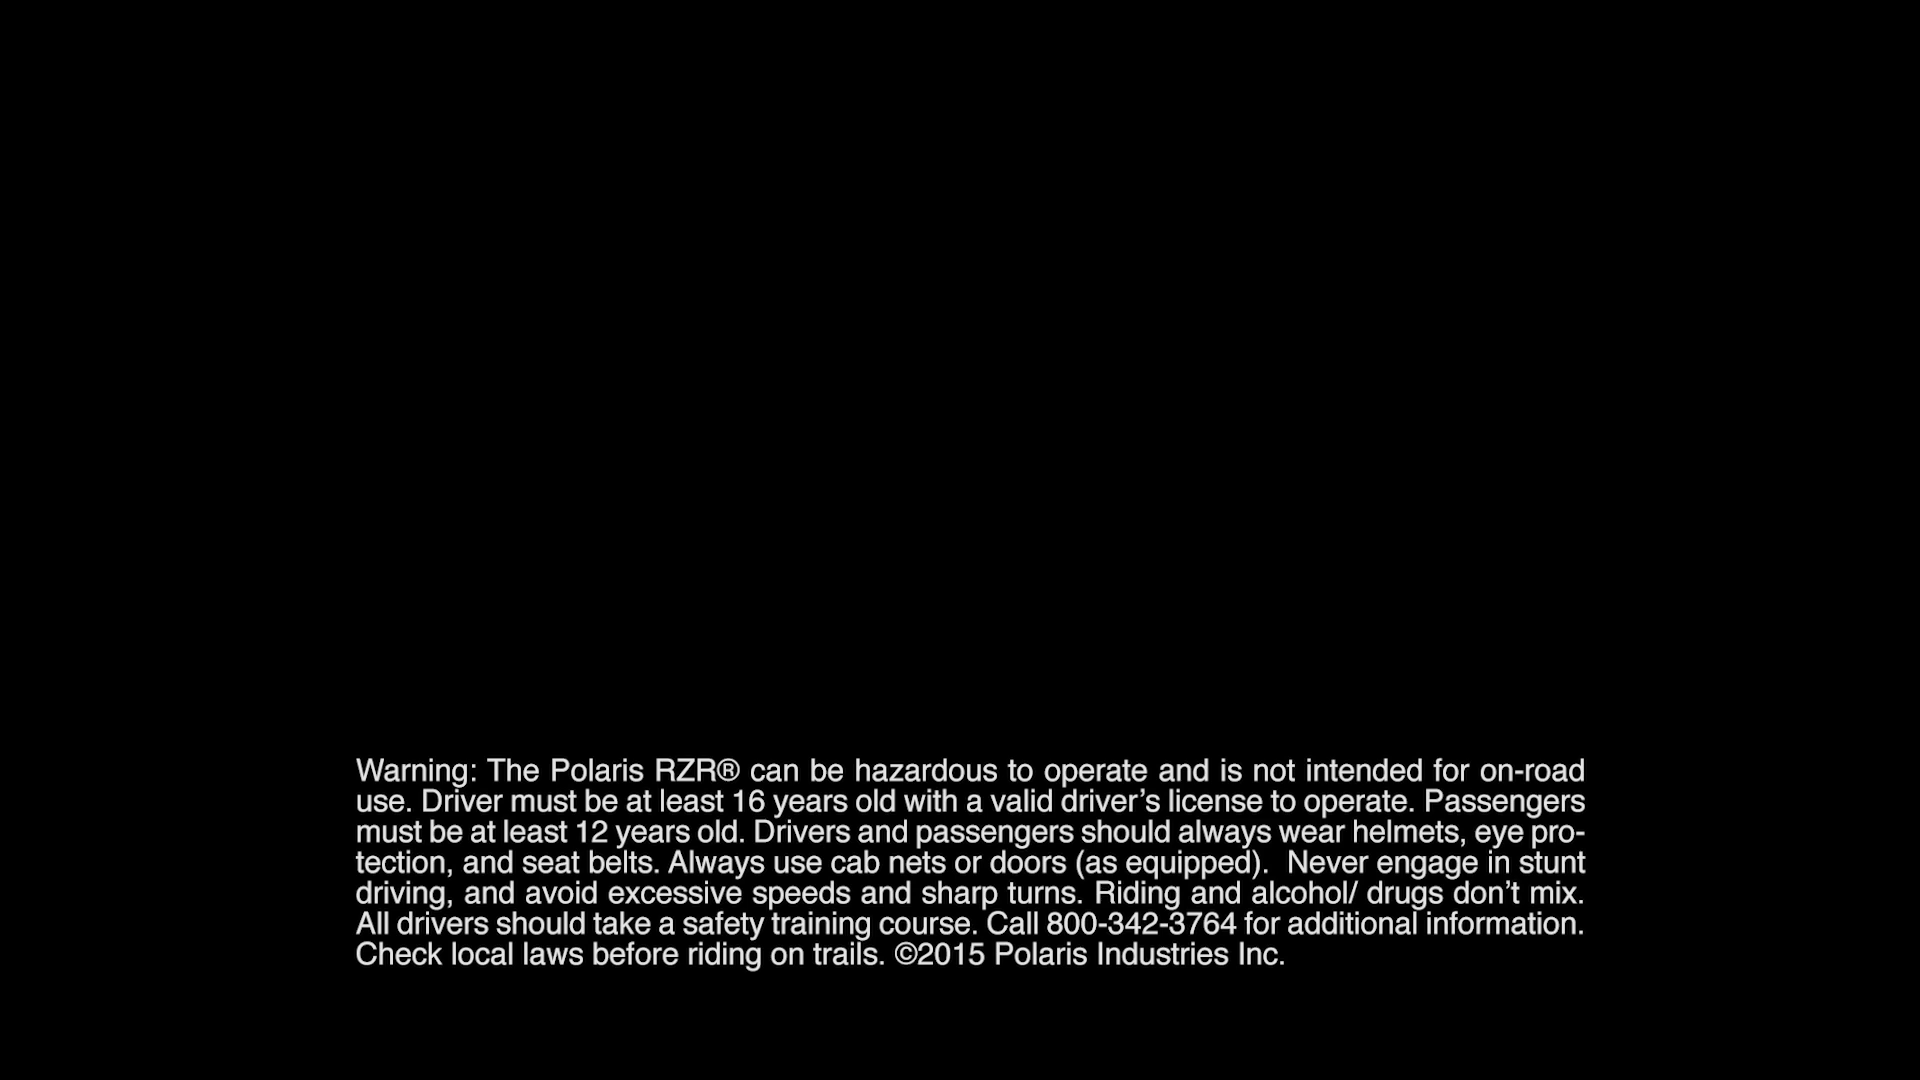 Warning: The Polaris RZR® can be hazardous to operate and is not intended for on-road
use. Driver must be at least 16 years old with a valid driver’s license to operate. Passengers
must be at least 12 years old. Drivers and passengers should always wear helmets, eye pro-
tection, and seat belts. Always use cab nets or doors (as equipped).  Never engage in stunt
driving, and avoid excessive speeds and sharp turns. Riding and alcohol/ drugs don’t mix.
All drivers should take a safety training course. Call 800-342-3764 for additional information.
Check local laws before riding on trails. ©2015 Polaris Industries Inc.